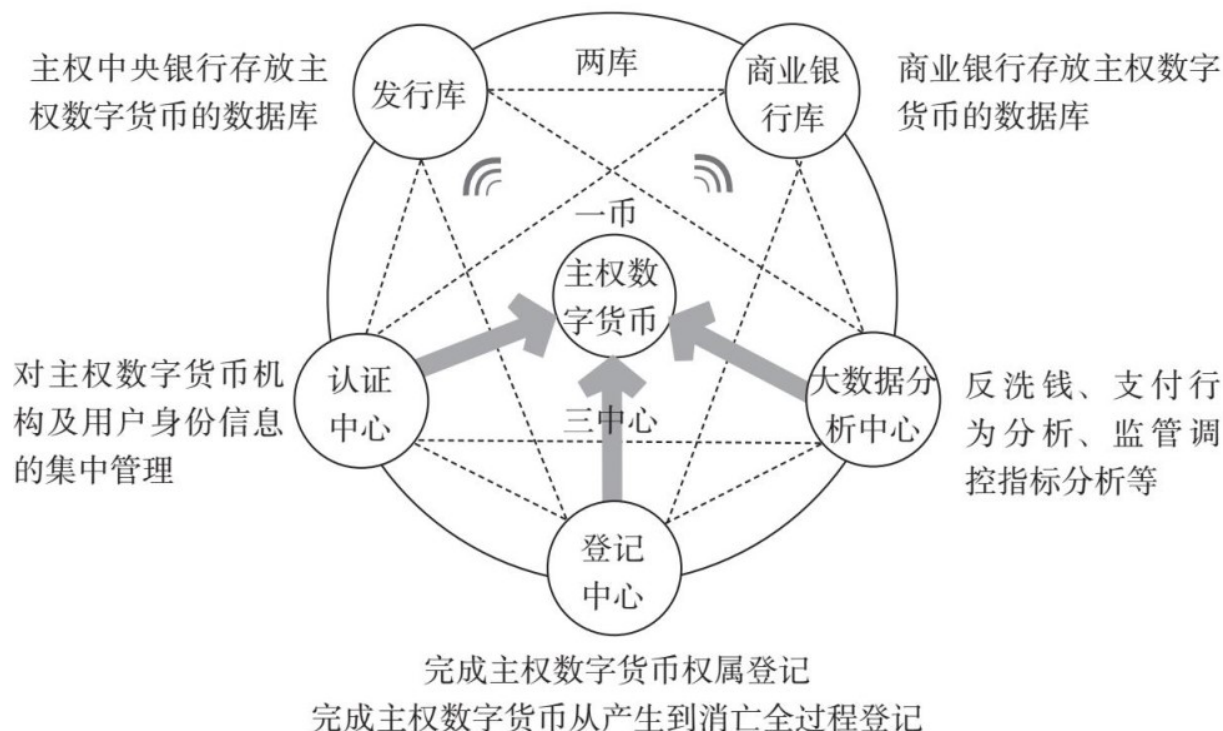 主权中央银行存放主
权数字货币的数据库
发行库
两库
商业银
行库
商业银行存放主权数字
货币的数据库
一币
主权数
字货币
对主权数字货币机
构及用户身份信息
的集中管理
认证
中心
三中心
大数据分
析中心
反洗钱、支付行
为分析、监管调
控指标分析等
登记
中心
完成主权数字货币权属登记
完成主权数字货币从产生到消亡全过程登记